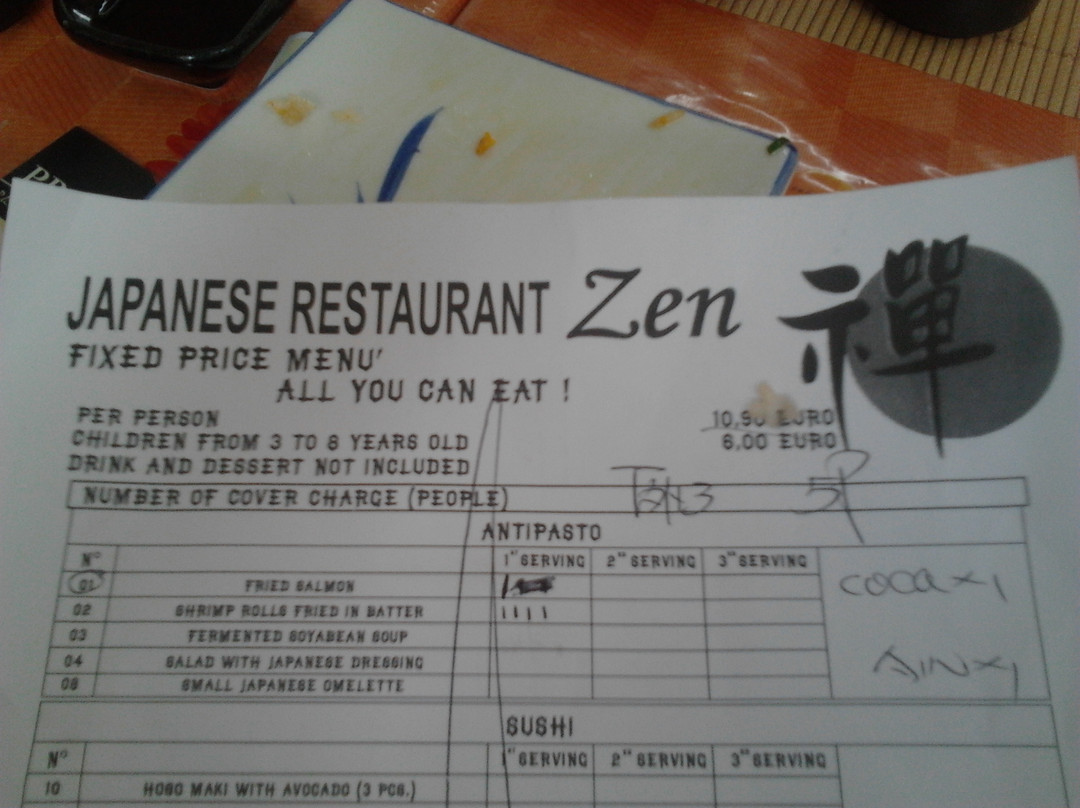 JAPANESE RESTAURANT Zen 禪
FIXED PRICE MENU'
ALL YOU CAN EAT !
PER PERSON 10,90 EURO
CHILDREN FROM 3 TO 8 YEARS OLD 6,00 EURO
DRINK AND DESSERT NOT INCLUDED
NUMBER OF COVER CHARGE (PEOPLE)
ANTIPASTO
N° 1" SERVING 2" SERVING 3" SERVING
01 FRIED SALMON
coca x 1
02 SHRIMP ROLLS FRIED IN BATTER
03 FERMENTED SOYABEAN SOUP
04 SALAD WITH JAPANESE DRESSING
08 SMALL JAPANESE OMELETTE
SUSHI
N° 1" SERVING 2" SERVING 3" SERVING
10 HOSO MAKI WITH AVOCADO (3 PCS.)